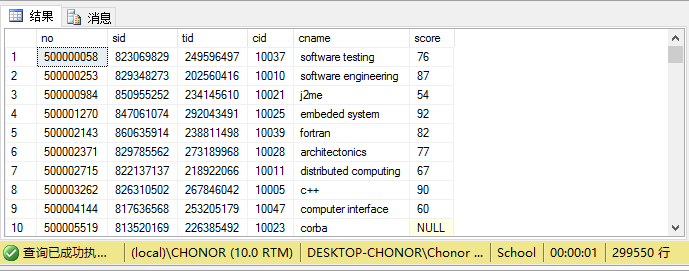 结果 消息
no sid tid cid cname score
1 500000058 823069829 249596497 10037 software testing 76
2 500000253 829348273 202560416 10010 software engineering 87
3 500000984 850955252 234145610 10021 j2me 54
4 500001270 847061074 292043491 10025 embeded system 92
5 500002143 860635914 238811498 10039 fortran 82
6 500002371 829785562 273189968 10028 architectonics 77
7 500002715 822137137 218922066 10011 distributed computing 67
8 500003262 826310502 267846042 10005 c++ 90
9 500004144 817636568 253205179 10047 computer interface 60
10 500005519 813520169 226385492 10023 corba NULL
查询已成功执... (local)\CHONOR (10.0 RTM) DESKTOP-CHONOR\Chonor ... School 00:00:01 299550 行